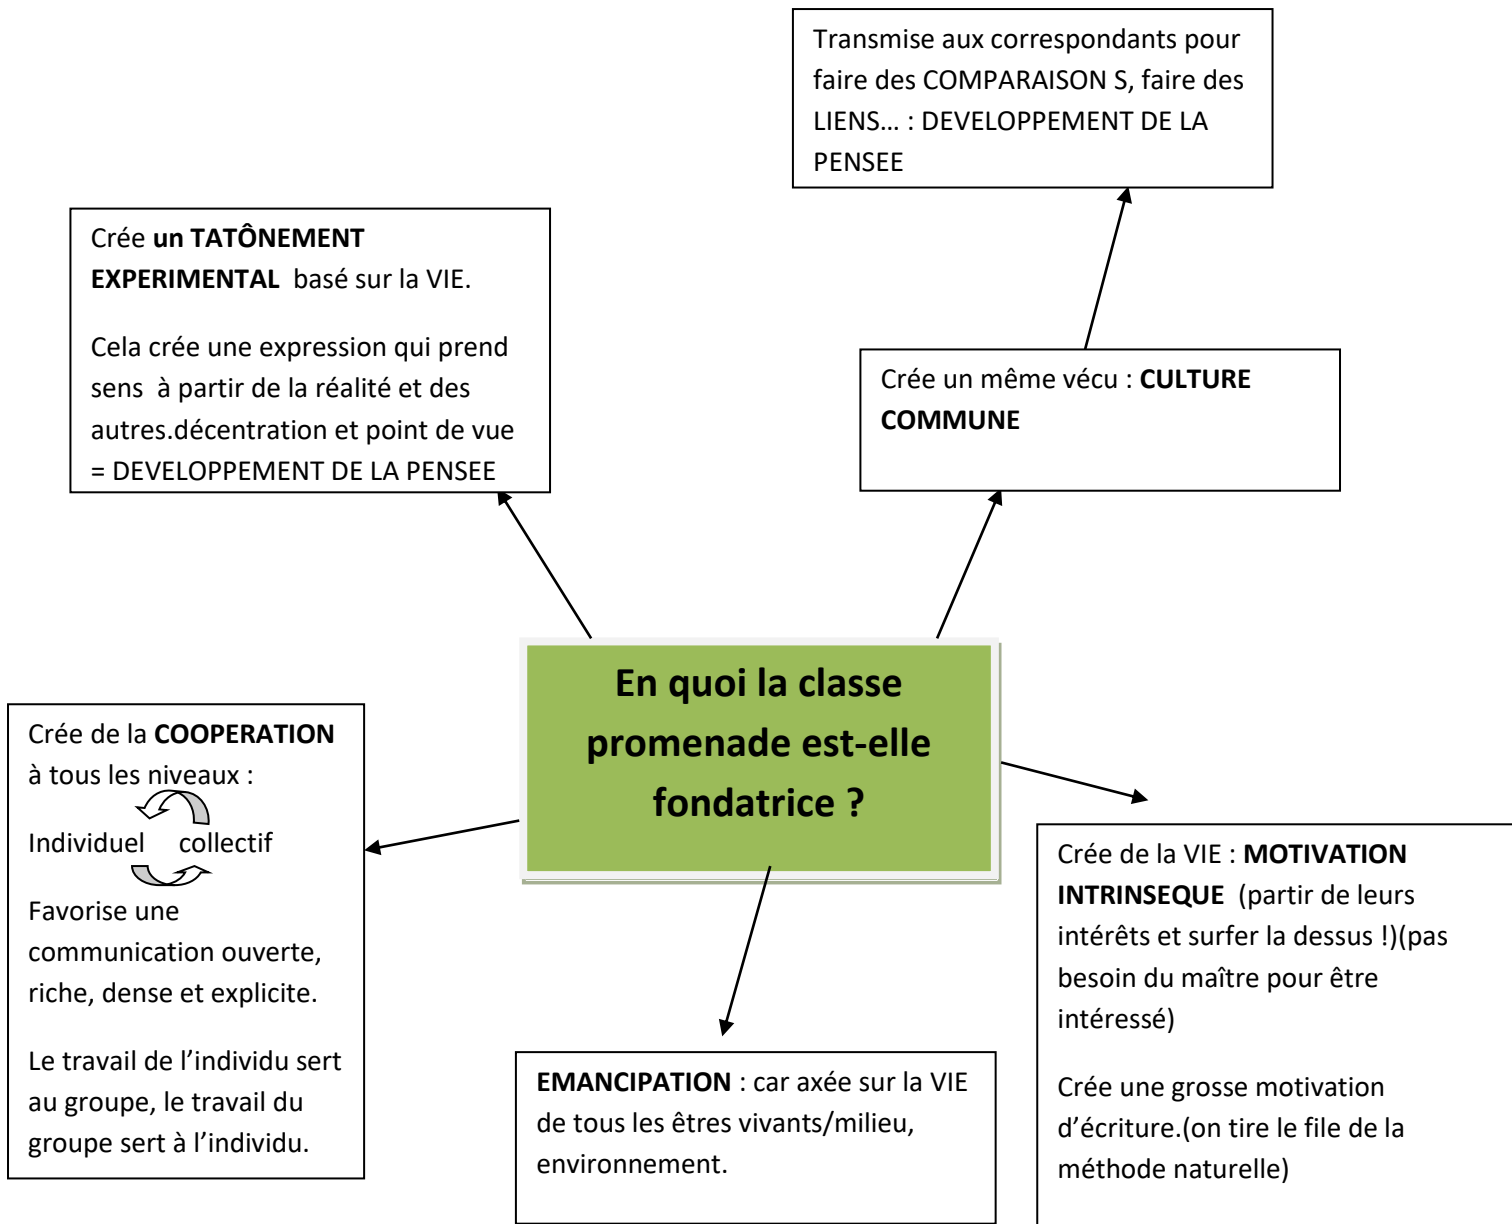 Transmise aux correspondants pour
faire des COMPARAISON S, faire des
LIENS… : DEVELOPPEMENT DE LA
PENSEE
Crée un TATÔNEMENT
EXPERIMENTAL basé sur la VIE.
Cela crée une expression qui prend
sens à partir de la réalité et des
autres.décentration et point de vue
= DEVELOPPEMENT DE LA PENSEE
Crée un même vécu : CULTURE
COMMUNE
En quoi la classe
promenade est-elle
fondatrice ?
Crée de la COOPERATION
à tous les niveaux :
Individuel collectif
Favorise une
communication ouverte,
riche, dense et explicite.
Le travail de l’individu sert
au groupe, le travail du
groupe sert à l’individu.
EMANCIPATION : car axée sur la VIE
de tous les êtres vivants/milieu,
environnement.
Crée de la VIE : MOTIVATION
INTRINSEQUE (partir de leurs
intérêts et surfer la dessus !)(pas
besoin du maître pour être
intéressé)
Crée une grosse motivation
d’écriture.(on tire le file de la
méthode naturelle)